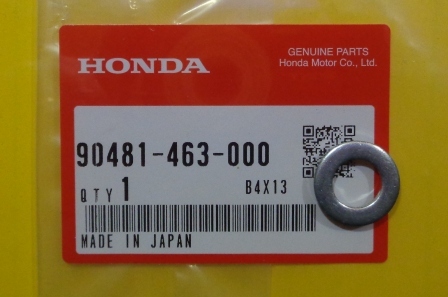 HONDA
GENUINE PARTS
Honda Motor Co., Ltd.
90481-463-000
QTY 1
B4X13
MADE IN JAPAN